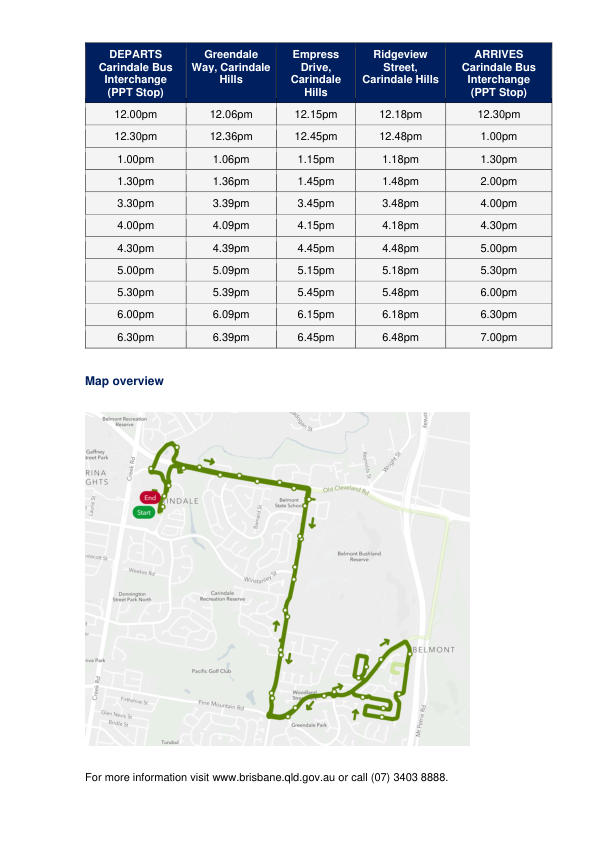 DEPARTS
Carindale Bus
Interchange
(PPT Stop)
Greendale
Way, Carindale
Hills
Empress
Drive,
Carindale
Hills
Ridgeview
Street,
Carindale Hills
ARRIVES
Carindale Bus
Interchange
(PPT Stop)
12.00pm 12.06pm 12.15pm 12.18pm 12.30pm
12.30pm 12.36pm 12.45pm 12.48pm 1.00pm
1.00pm 1.06pm 1.15pm 1.18pm 1.30pm
1.30pm 1.36pm 1.45pm 1.48pm 2.00pm
3.30pm 3.39pm 3.45pm 3.48pm 4.00pm
4.00pm 4.09pm 4.15pm 4.18pm 4.30pm
4.30pm 4.39pm 4.45pm 4.48pm 5.00pm
5.00pm 5.09pm 5.15pm 5.18pm 5.30pm
5.30pm 5.39pm 5.45pm 5.48pm 6.00pm
6.00pm 6.09pm 6.15pm 6.18pm 6.30pm
6.30pm 6.39pm 6.45pm 6.48pm 7.00pm
Map overview
Belmont Recreation
Reserve
Gaffney
Street Park
Creek Rd
RINA
GHTS
Wright St
End
INDALE
Start
Old Cleveland Rd
Belmont
State School
Belmont Bushland
Reserve
Weetos Rd
Winstanley St
Donnington
Street Park North
Carindale
Recreation Reserve
BELMONT
Pacific Golf Club
Creek Rd
Pine Mountain Rd
Glen Nevis St
Bridle St
Greendale Park
For more information visit www.brisbane.qld.gov.au or call (07) 3403 8888.